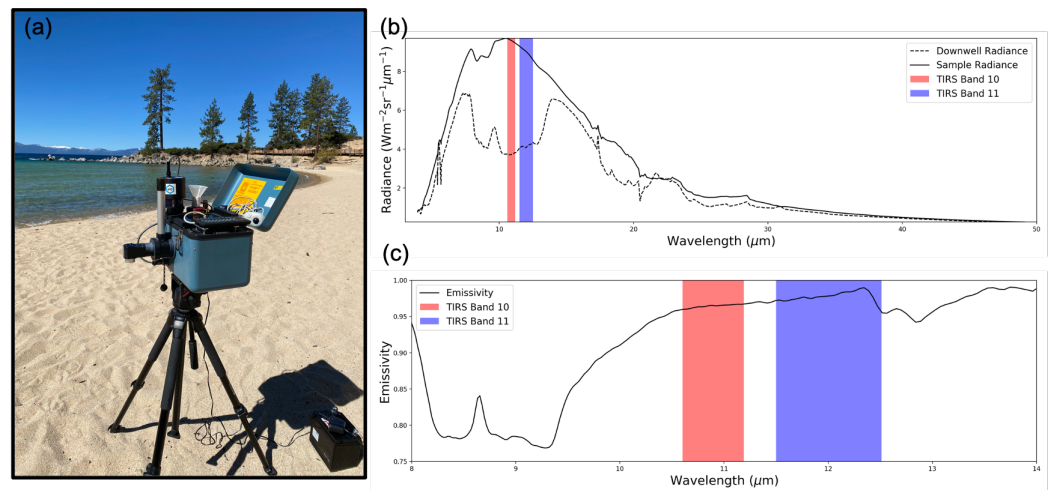 (a)
(b)
Radiance (Wm⁻²sr⁻¹μm⁻¹)
8
6
4
2
Downwell Radiance
Sample Radiance
TIRS Band 10
TIRS Band 11
10
20
30
40
50
Wavelength (μm)
(c)
Emissivity
1.00
0.95
0.90
0.85
0.80
0.75
Emissivity
TIRS Band 10
TIRS Band 11
8
9
10
11
12
13
14
Wavelength (μm)